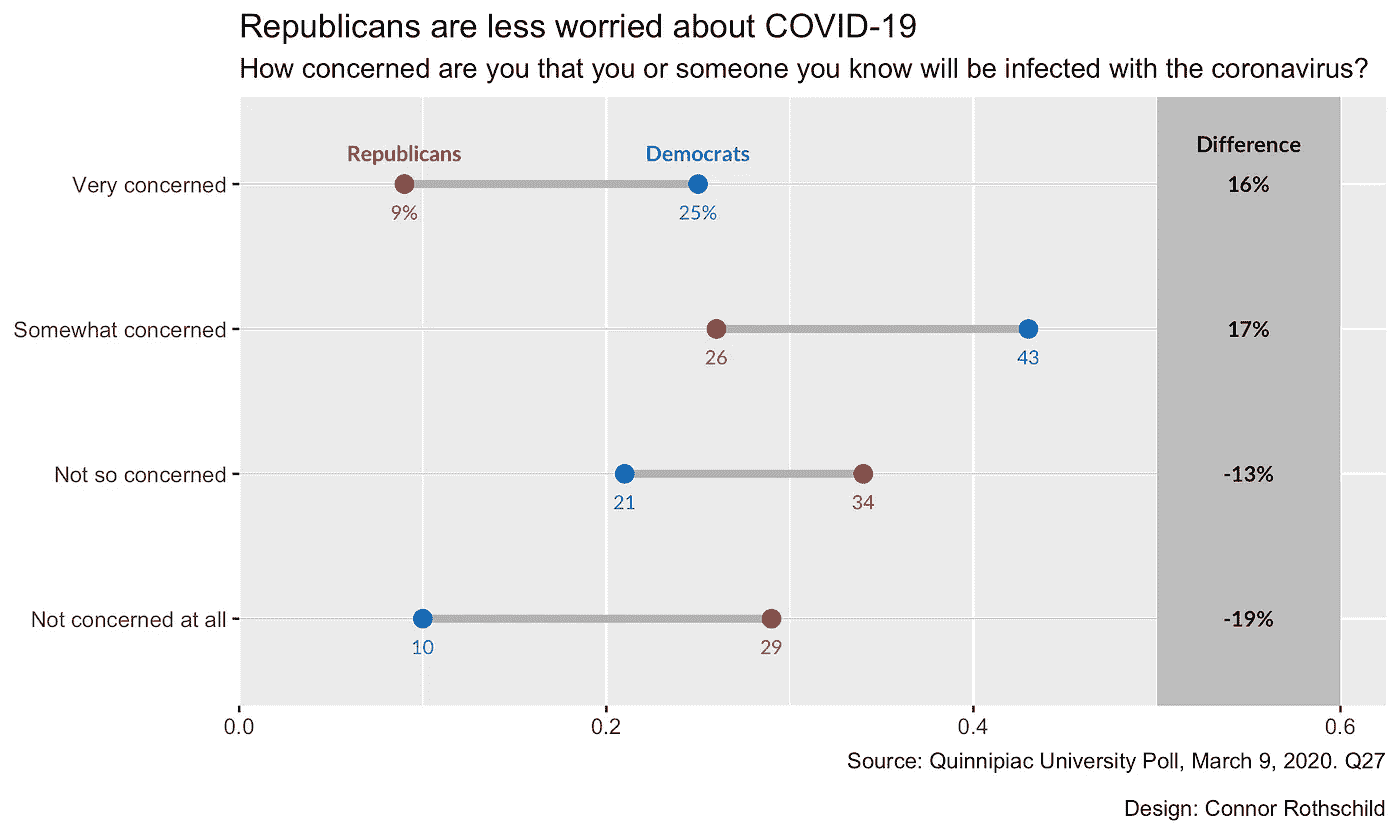 Republicans are less worried about COVID-19
How concerned are you that you or someone you know will be infected with the coronavirus?
Republicans Democrats Difference
Very concerned 16%
9% 25%
Somewhat concerned 17%
26 43
Not so concerned -13%
21 34
Not concerned at all -19%
10 29
0.0 0.2 0.4 0.6
Source: Quinnipiac University Poll, March 9, 2020. Q27
Design: Connor Rothschild